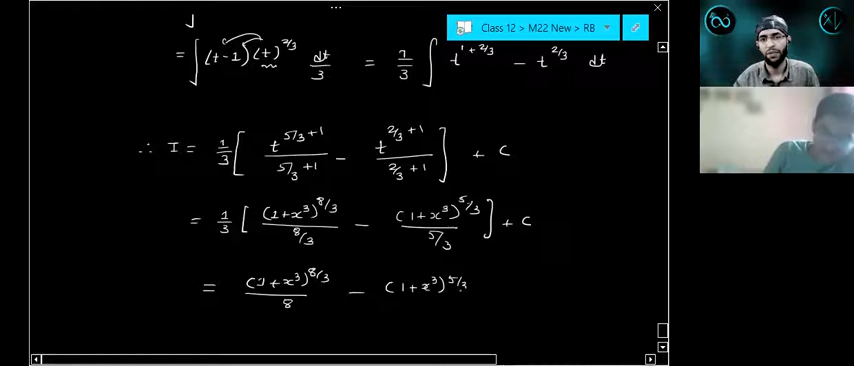 Class 12 > M22 New > RB
= ∫ (t-1) (t)^{2/3} dt/3 = 1/3 ∫ t^{1+2/3} - t^{2/3} dt
∴ I = 1/3 [ t^{5/3+1} / (5/3+1) - t^{2/3+1} / (2/3+1) ] + C
= 1/3 [ (1+x^3)^{8/3} / (8/3) - (1+x^3)^{5/3} / (5/3) ] + C
= (1+x^3)^{8/3} / 8 - (1+x^3)^{5/3}